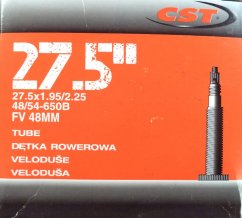 CST
27.5"
27.5x1.95/2.25
48/54-650B
FV 48MM
TUBE
DĘTKA ROWEROWA
VELODUŠE
VELODUŠA